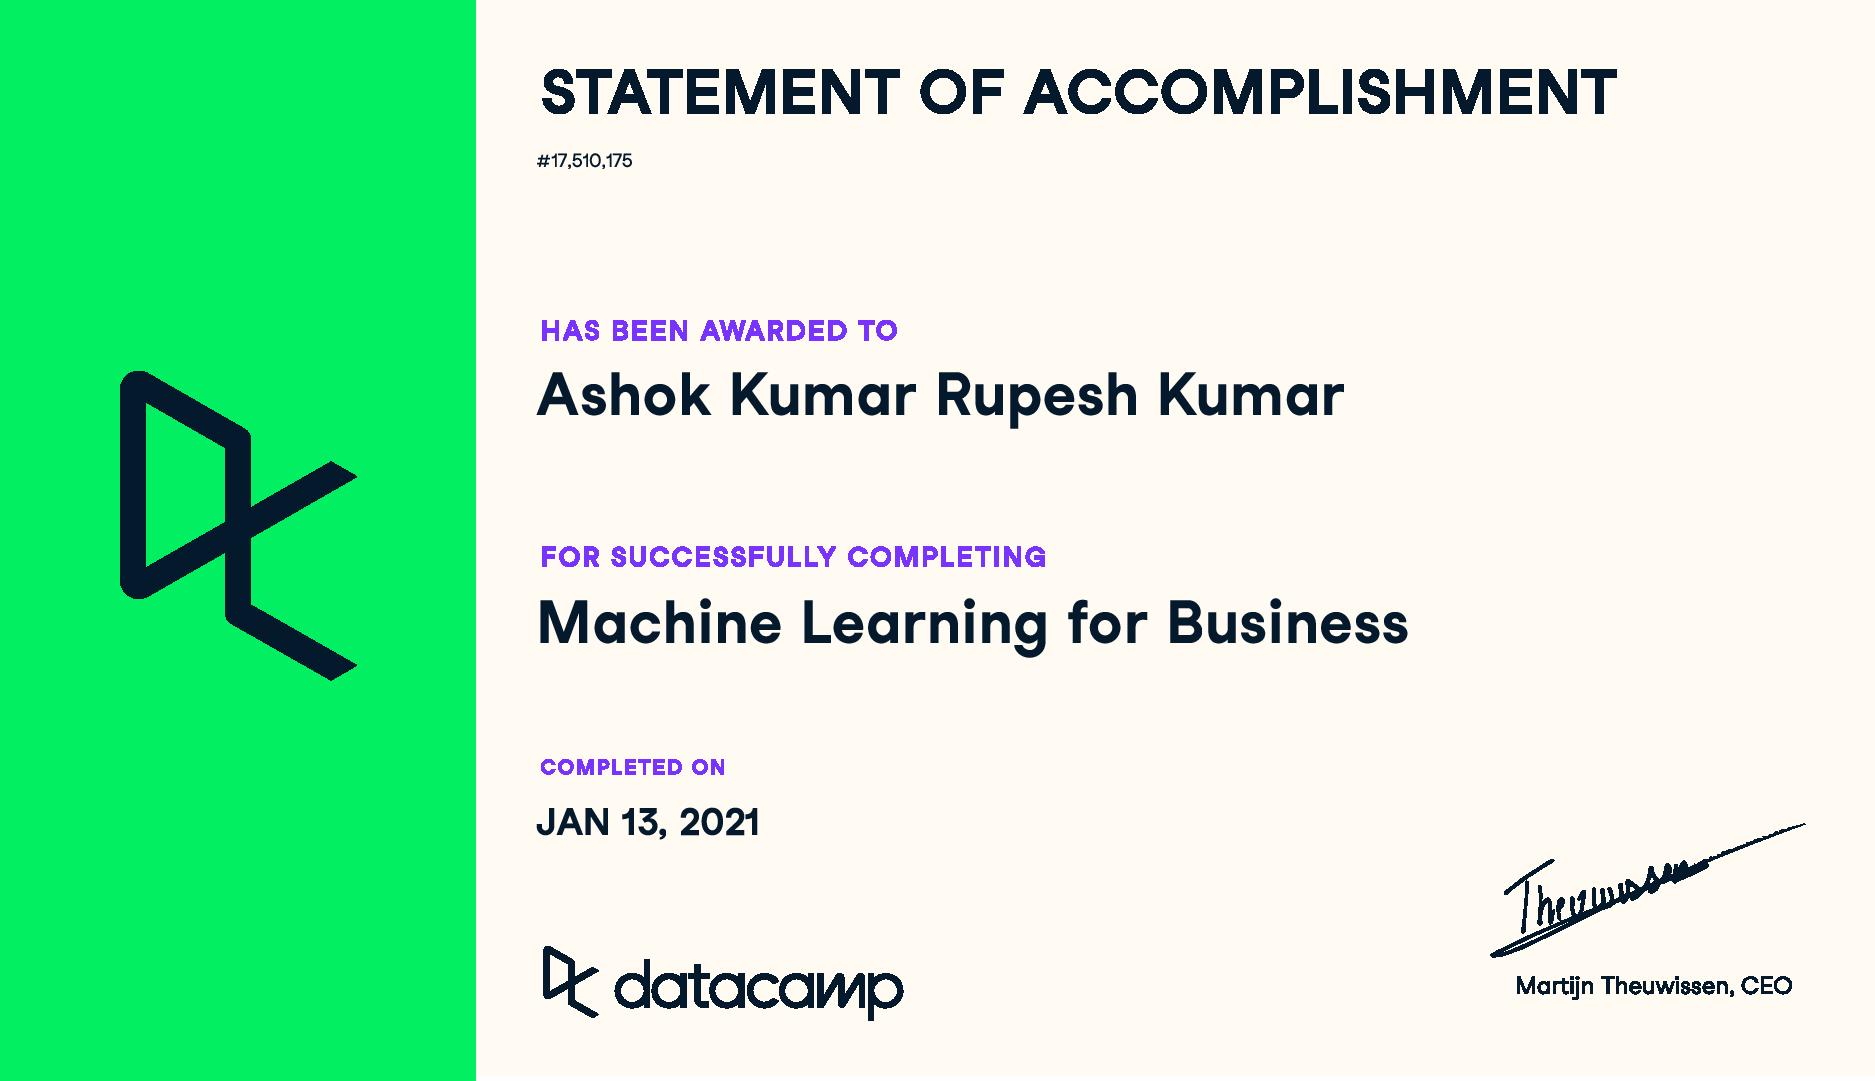 STATEMENT OF ACCOMPLISHMENT
#17,510,175
HAS BEEN AWARDED TO
Ashok Kumar Rupesh Kumar
FOR SUCCESSFULLY COMPLETING
Machine Learning for Business
COMPLETED ON
JAN 13, 2021
Theuwissen
datacamp
Martijn Theuwissen, CEO